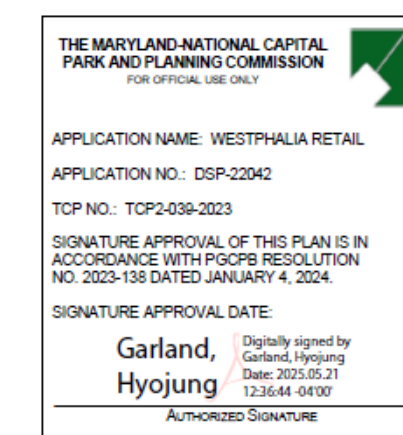 THE MARYLAND-NATIONAL CAPITAL
PARK AND PLANNING COMMISSION
FOR OFFICIAL USE ONLY
APPLICATION NAME: WESTPHALIA RETAIL
APPLICATION NO.: DSP-22042
TCP NO.: TCP2-039-2023
SIGNATURE APPROVAL OF THIS PLAN IS IN
ACCORDANCE WITH PGCPB RESOLUTION
NO. 2023-138 DATED JANUARY 4, 2024.
SIGNATURE APPROVAL DATE:
Garland,
Hyojung
Digitally signed by
Garland, Hyojung
Date: 2025.05.21
12:36:44 -04'00'
AUTHORIZED SIGNATURE